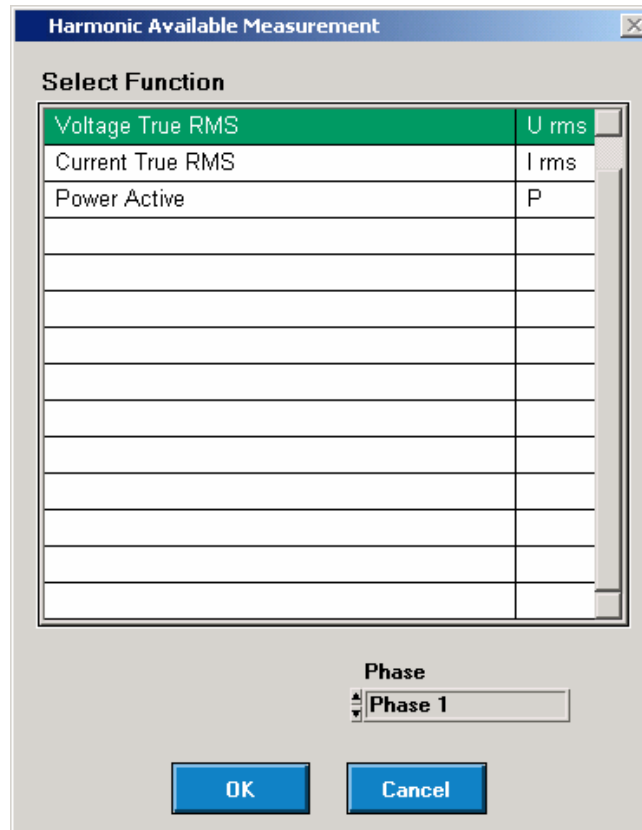 Harmonic Available Measurement
Select Function
Voltage True RMS U rms
Current True RMS I rms
Power Active P
Phase
Phase 1
OK Cancel